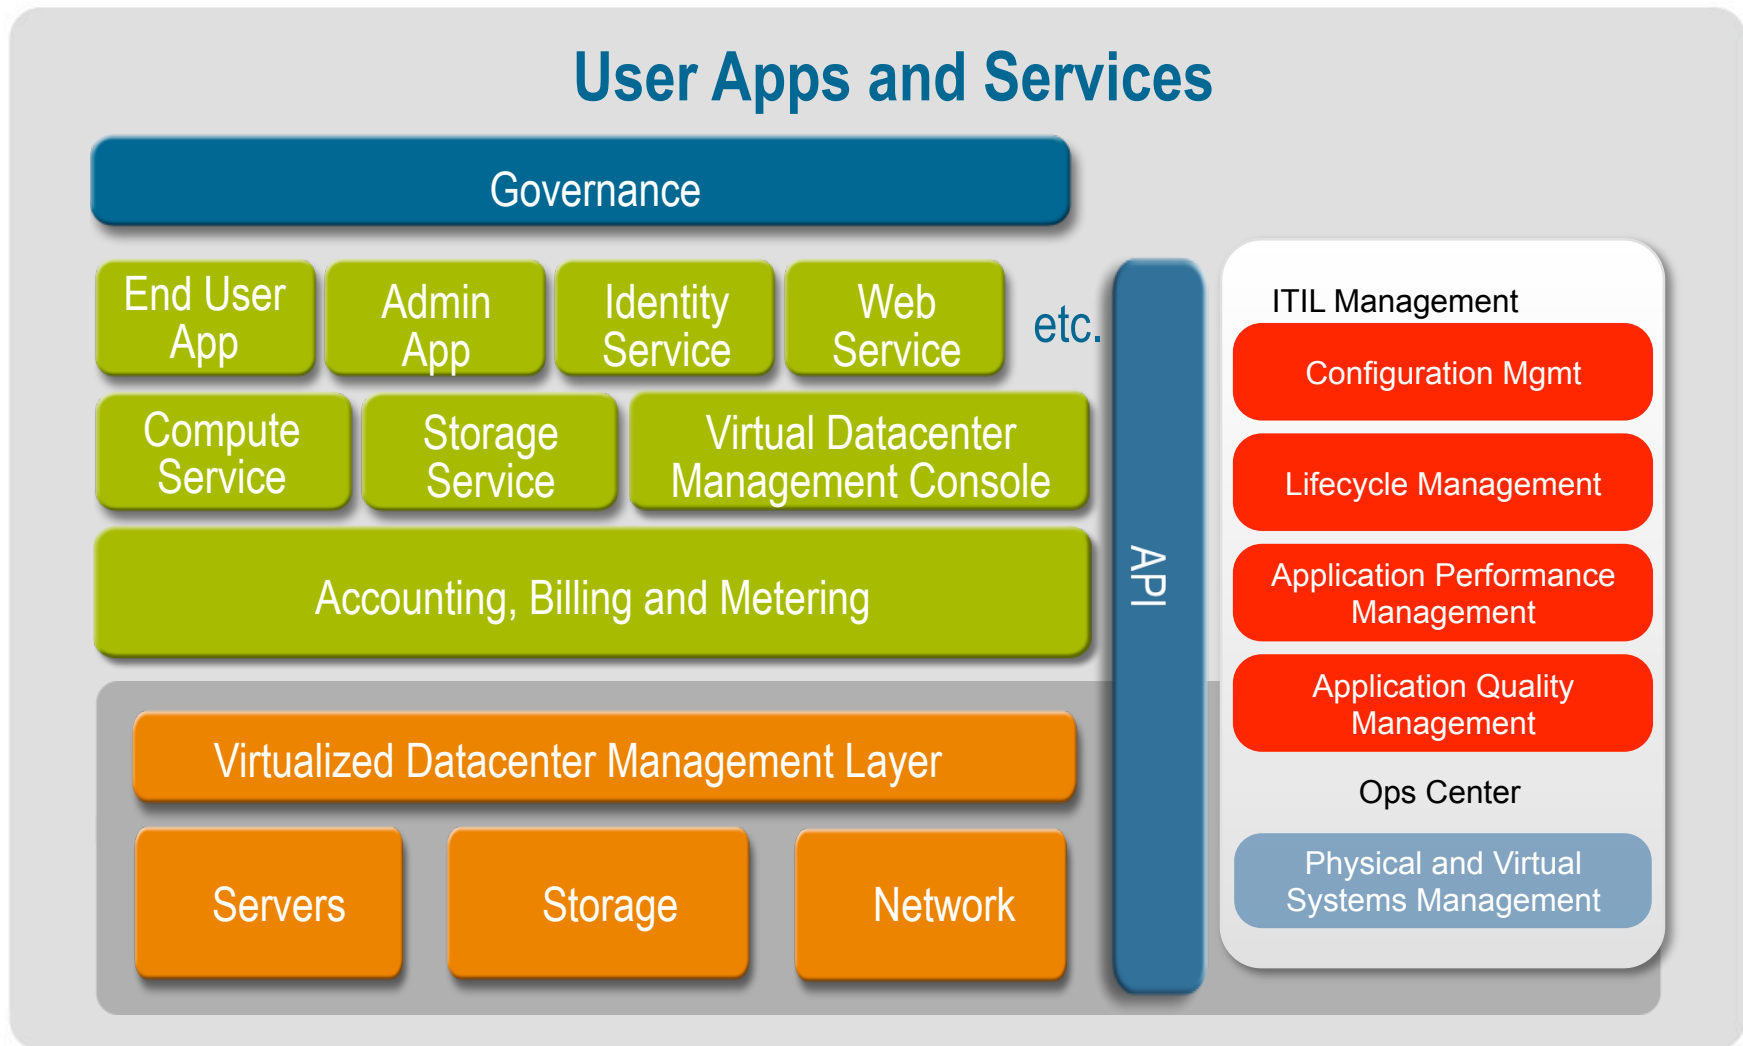 User Apps and Services
Governance
End User
App
Admin
App
Identity
Service
Web
Service
etc.
Compute
Service
Storage
Service
Virtual Datacenter
Management Console
Accounting, Billing and Metering
Virtualized Datacenter Management Layer
Servers
Storage
Network
API
ITIL Management
Configuration Mgmt
Lifecycle Management
Application Performance
Management
Application Quality
Management
Ops Center
Physical and Virtual
Systems Management